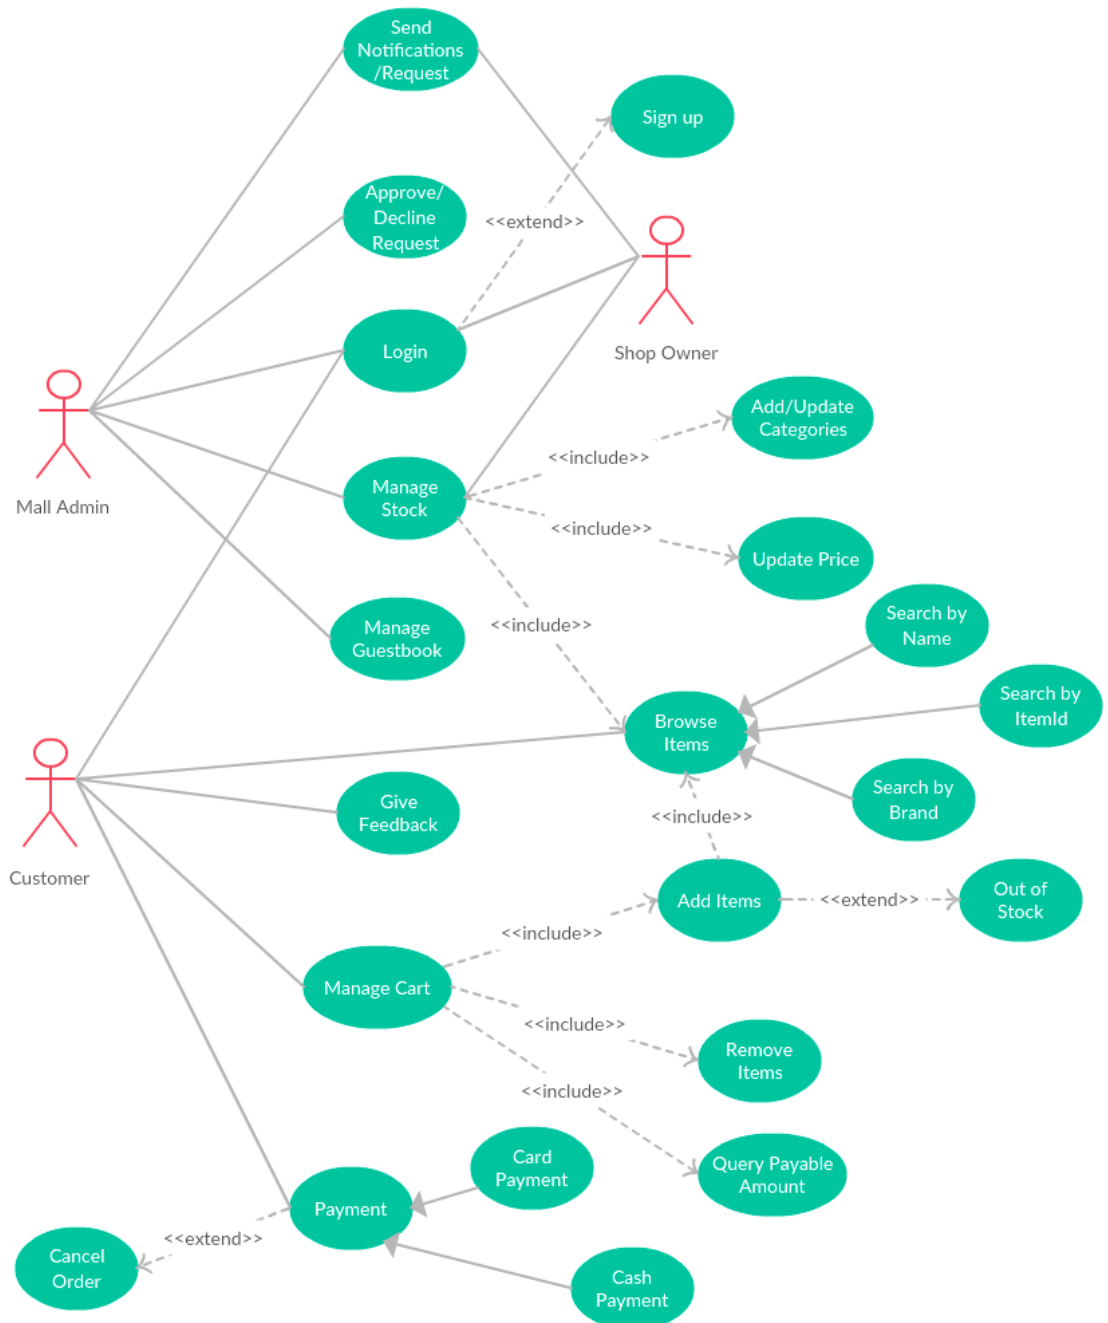 Send
Notifications
/Request
Sign up
Approve/
Decline
Request
<<extend>>
Login
Shop Owner
Add/Update
Categories
<<include>>
Manage
Stock
Mall Admin
<<include>>
Update Price
Search by
Name
<<include>>
Manage
Guestbook
Search by
ItemId
Browse
Items
Search by
Brand
Give
Feedback
<<include>>
Customer
Add Items
<<extend>>
Out of
Stock
<<include>>
Manage Cart
<<include>>
Remove
Items
<<include>>
Query Payable
Amount
Card
Payment
Payment
<<extend>>
Cancel
Order
Cash
Payment